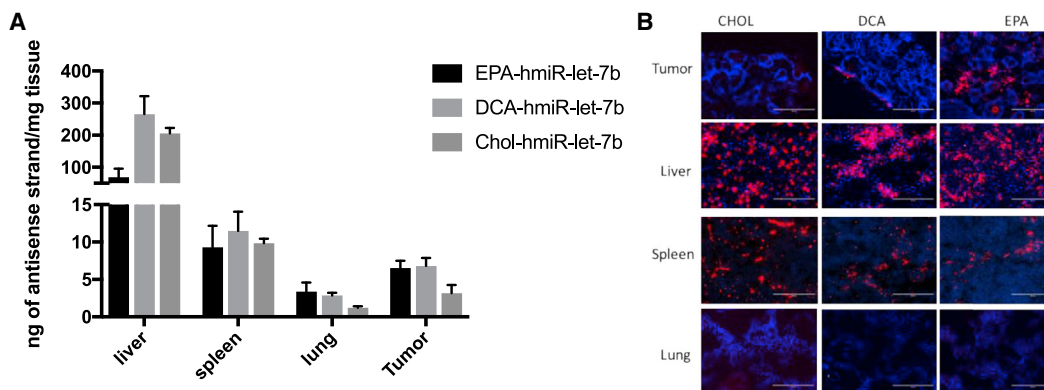 A
ng of antisense strand/mg tissue
400
300
200
100
15
10
5
0
liver
spleen
lung
Tumor
EPA-hmiR-let-7b
DCA-hmiR-let-7b
Chol-hmiR-let-7b
B
CHOL DCA EPA
Tumor
Liver
Spleen
Lung